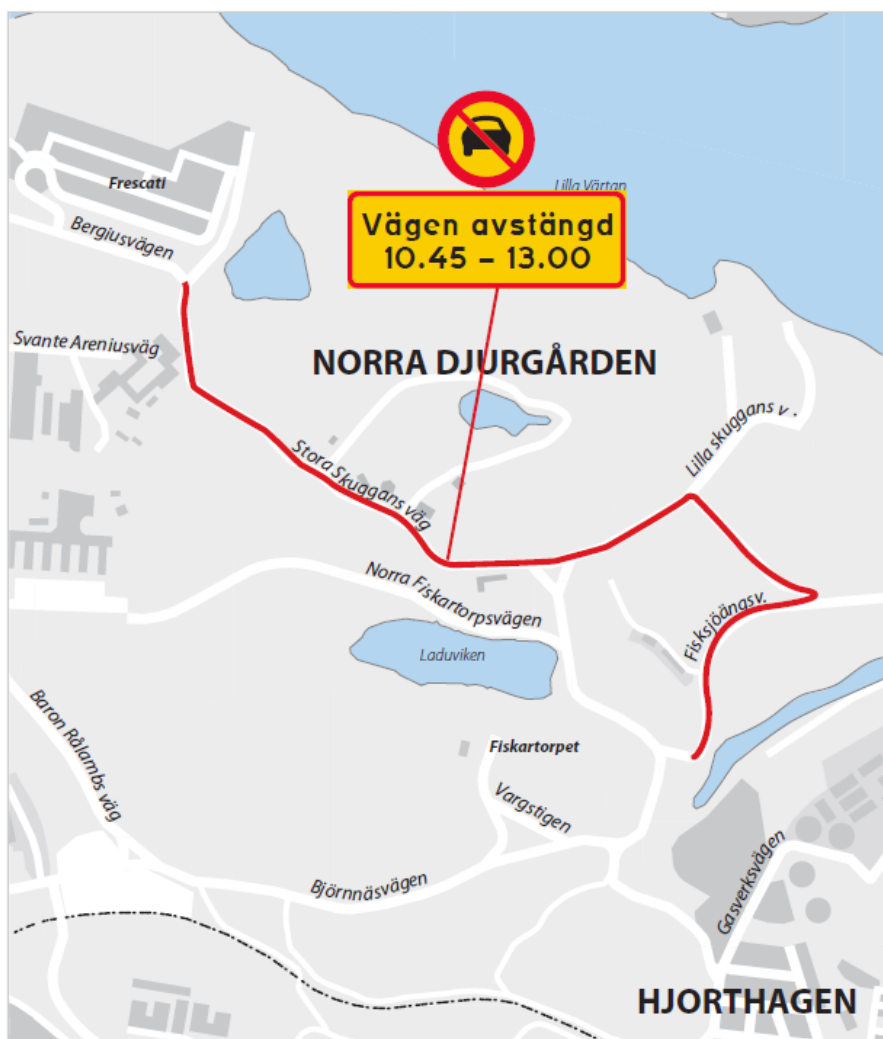 Frescati
Lilla Värtan
Vägen avstängd
10.45 – 13.00
Bergiusvägen
Svante Areniusväg
NORRA DJURGÅRDEN
Lilla skuggans v .
Stora Skuggans väg
Norra Fiskartorpsvägen
Fisksjöängsv.
Laduviken
Baron Rålambs väg
Fiskartorpet
Vargstigen
Björnnäsvägen
Gasverksvägen
HJORTHAGEN